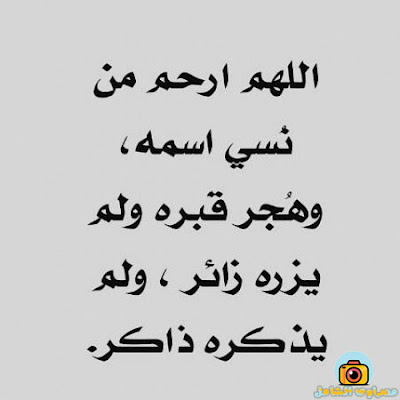 اللهم ارحم من
نُسي اسمه،
وهُجر قبره ولم
يزره زائر ، ولم
يذكره ذاكر.